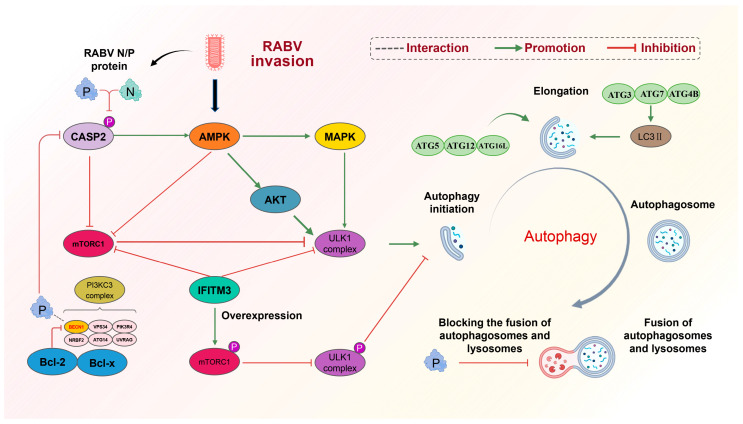 RABV N/P
protein
RABV
invasion
Interaction
Promotion
Inhibition
P
N
P
CASP2
AMPK
MAPK
AKT
mTORC1
ULK1
complex
IFITM3
Overexpression
P
mTORC1
P
ULK1
complex
PI3KC3
complex
P
BECN1
VPS34
PIK3R4
NRBF2
ATG14
UVRAG
Bcl-2
Bcl-x
Elongation
ATG3
ATG7
ATG4B
ATG5
ATG12
ATG16L
LC3Ⅱ
Autophagy
initiation
Autophagosome
Autophagy
Blocking the fusion of
autophagosomes and
lysosomes
P
Fusion of
autophagosomes
and lysosomes